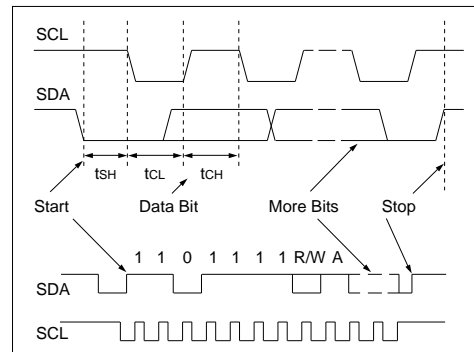 SCL
SDA
tSH tCL tCH
Start Data Bit More Bits Stop
1 1 0 1 1 1 1 R/W A
SDA
SCL